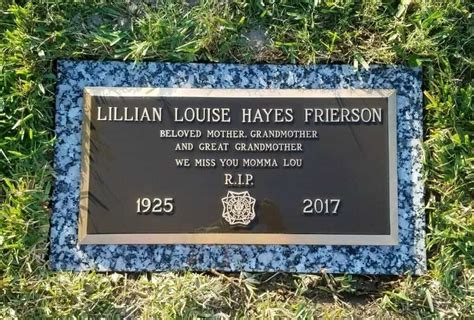 LILLIAN LOUISE HAYES FRIERSON
BELOVED MOTHER, GRANDMOTHER
AND GREAT GRANDMOTHER
WE MISS YOU MOMMA LOU
R.I.P.
1925 2017